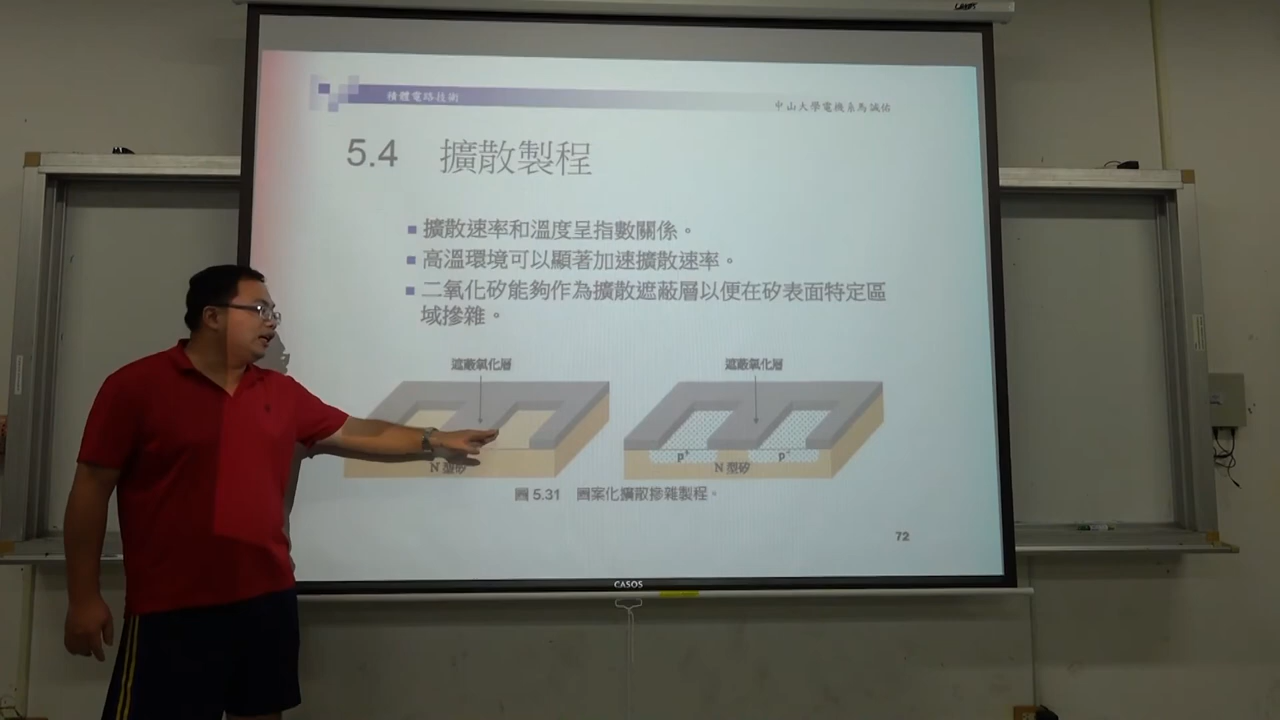 積體電路技術
中山大學電機系馬誠佑
5.4 擴散製程
擴散速率和溫度呈指數關係。
高溫環境可以顯著加速擴散速率。
二氧化矽能夠作為擴散遮蔽層以便在矽表面特定區
域摻雜。
遮蔽氧化層
遮蔽氧化層
N 型矽
p⁺
N 型矽
p⁺
圖 5.31 圖案化擴散摻雜製程。
72
CASOS